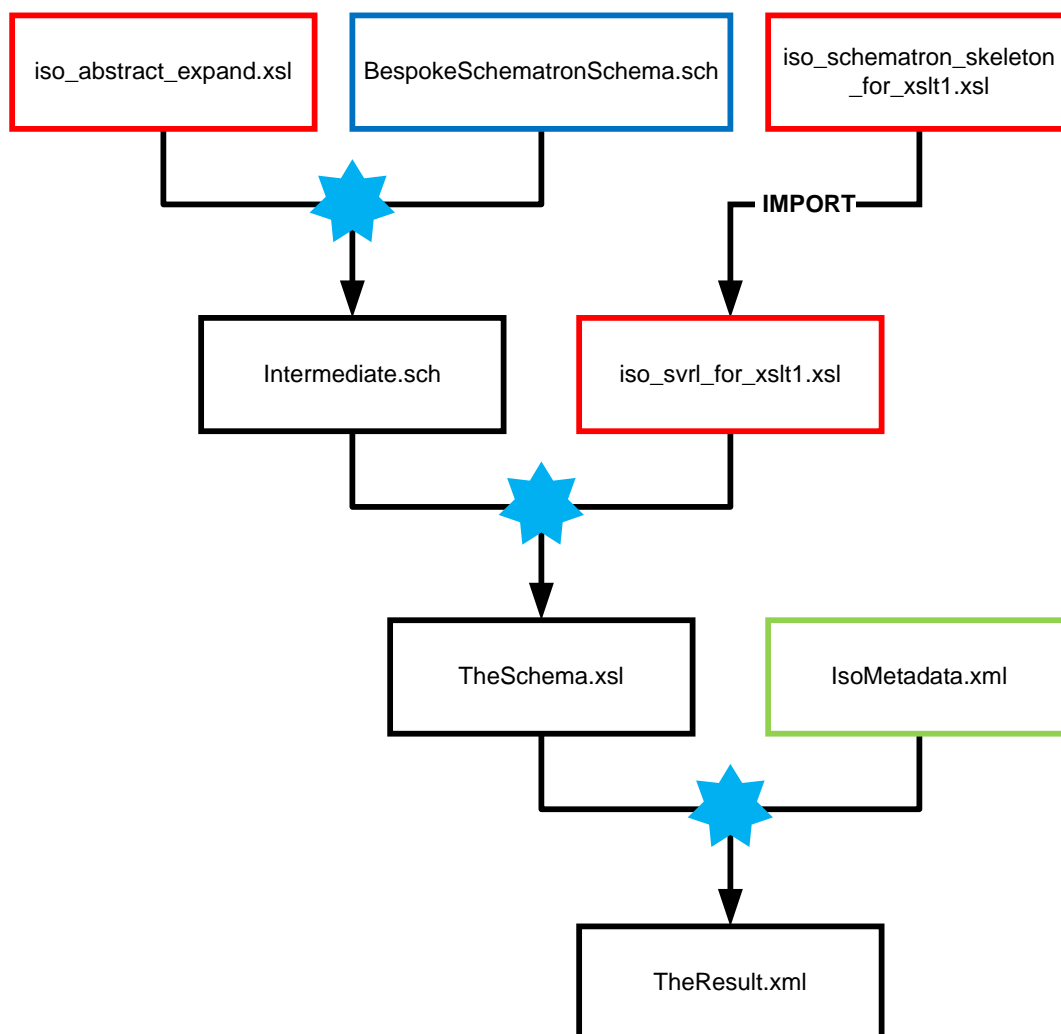 iso_abstract_expand.xsl
BespokeSchematronSchema.sch
iso_schematron_skeleton
_for_xslt1.xsl
IMPORT
Intermediate.sch
iso_svrl_for_xslt1.xsl
TheSchema.xsl
IsoMetadata.xml
TheResult.xml